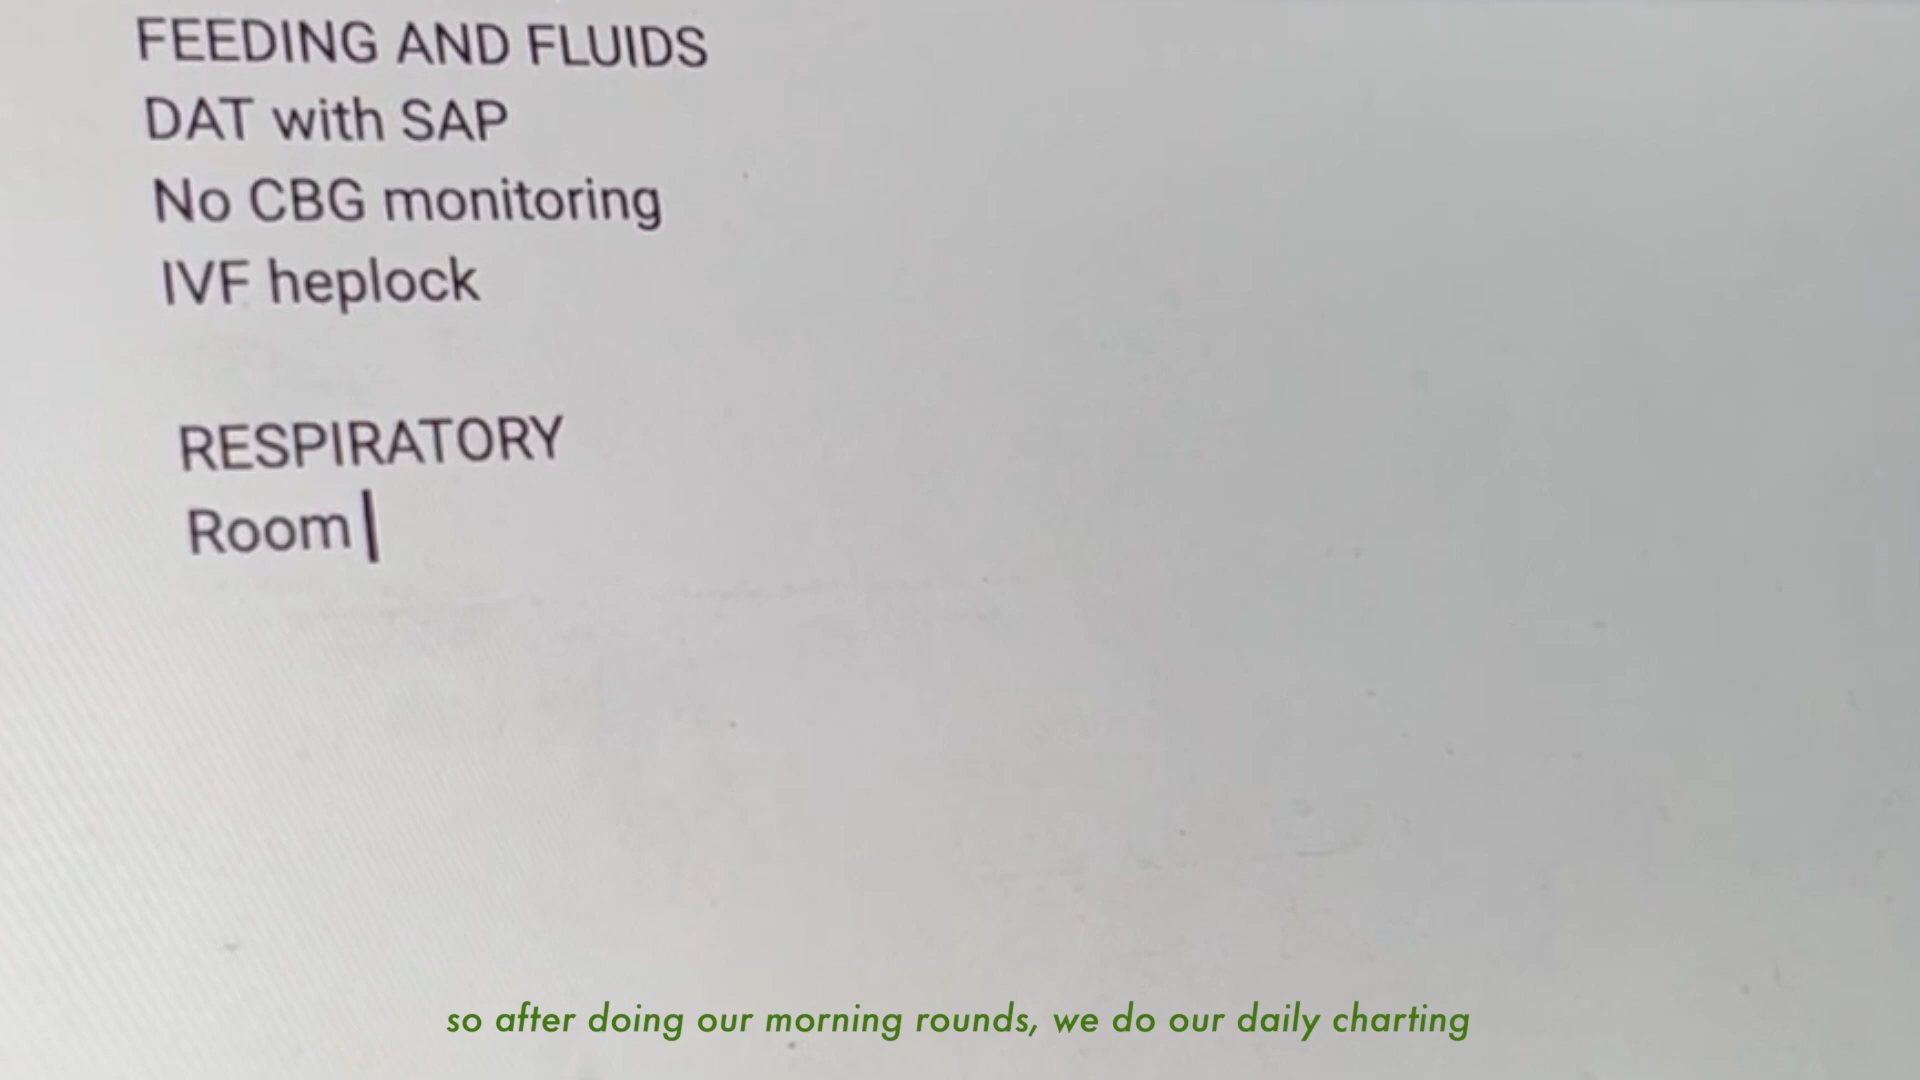 FEEDING AND FLUIDS
DAT with SAP
No CBG monitoring
IVF heplock
RESPIRATORY
Room
so after doing our morning rounds, we do our daily charting